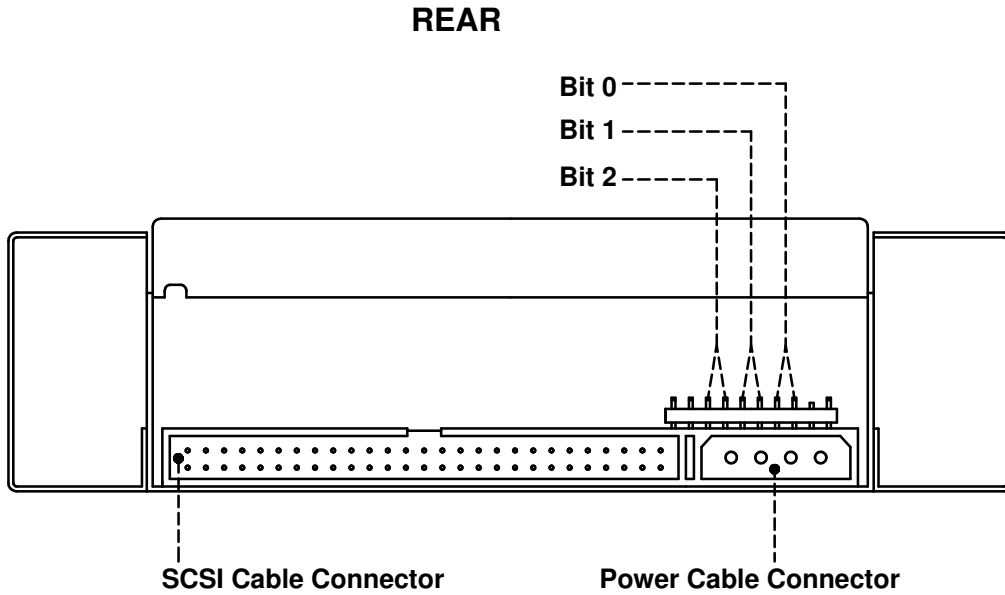 REAR
Bit 0
Bit 1
Bit 2
SCSI Cable Connector
Power Cable Connector